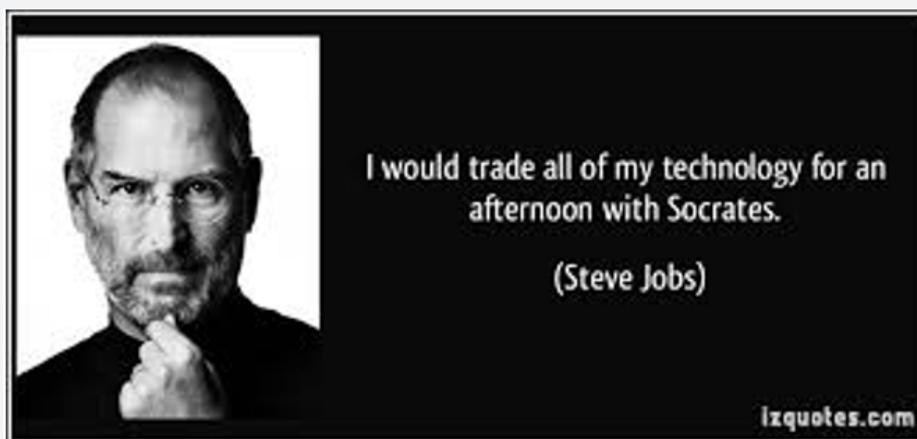 I would trade all of my technology for an
afternoon with Socrates.
(Steve Jobs)
izquotes.com